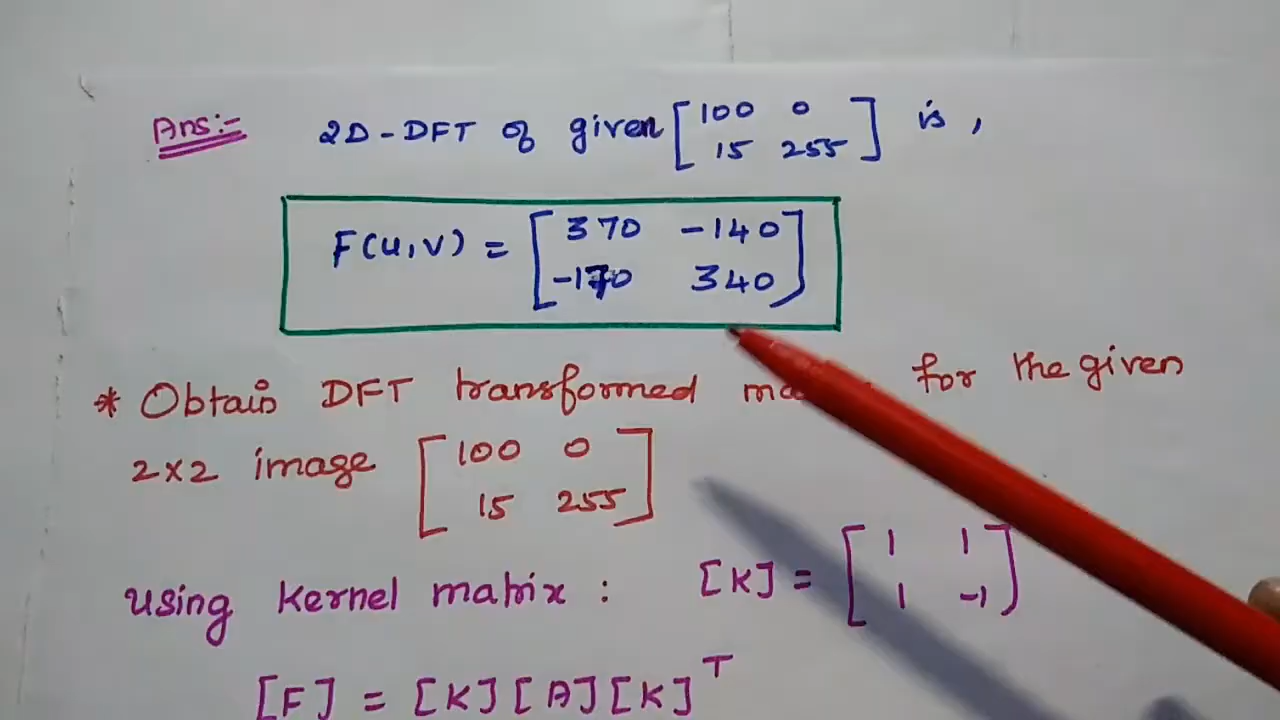 Ans:- 2D-DFT of given [100 0
15 255] is,
F(u,v) = [370 -140
-170 340]
* Obtain DFT transformed for the given
2x2 image [100 0
15 255]
using kernel matrix : [K] = [1 1
1 -1]
[F] = [K][A][K]^T